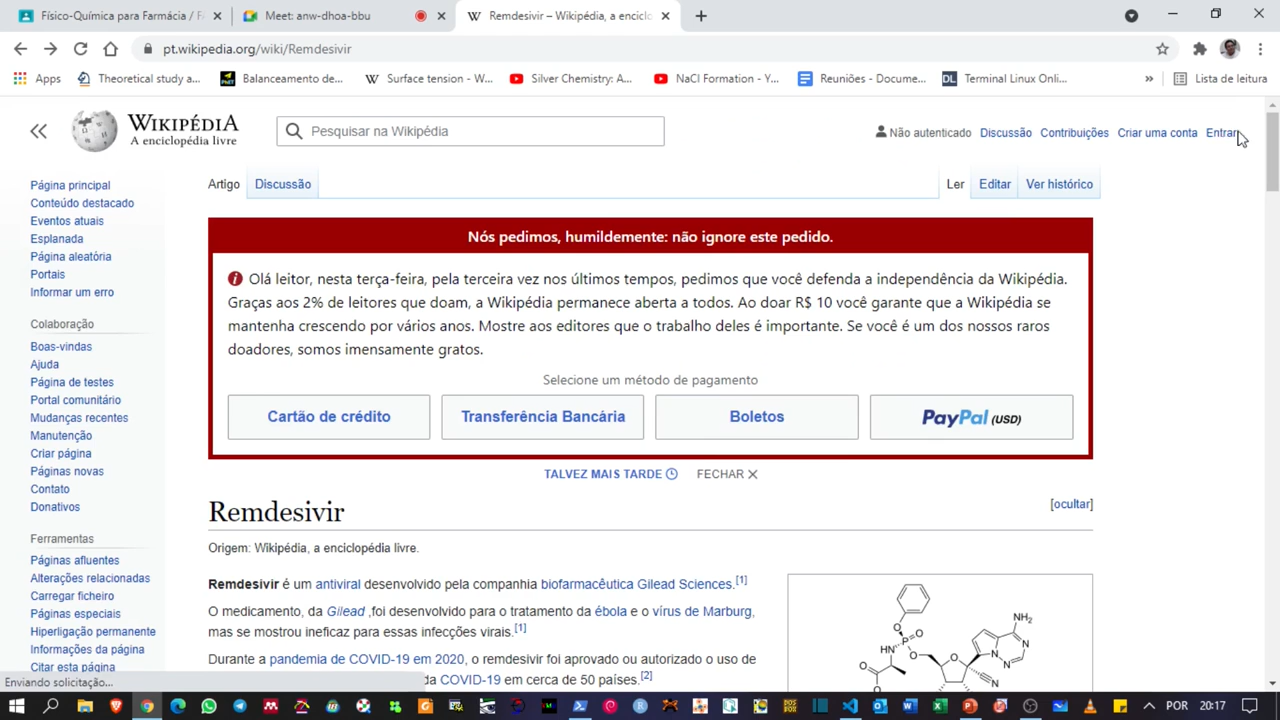 Físico-Química para Farmácia / F
Meet: anw-dhoa-bbu
Remdesivir – Wikipédia, a enciclo
pt.wikipedia.org/wiki/Remdesivir
Apps
Theoretical study a...
Balanceamento de...
Surface tension - W...
Silver Chemistry: A...
NaCl Formation - Y...
Reuniões - Docume...
Terminal Linux Onli...
»
Lista de leitura
WIKIPÉDIA
A enciclopédia livre
Pesquisar na Wikipédia
Não autenticado Discussão Contribuições Criar uma conta Entrar
Artigo Discussão
Ler Editar Ver histórico
Página principal
Conteúdo destacado
Eventos atuais
Esplanada
Página aleatória
Portais
Informar um erro
Colaboração
Boas-vindas
Ajuda
Página de testes
Portal comunitário
Mudanças recentes
Manutenção
Criar página
Páginas novas
Contato
Donativos
Ferramentas
Páginas afluentes
Alterações relacionadas
Carregar ficheiro
Páginas especiais
Hiperligação permanente
Informações da página
Citar esta página
Nós pedimos, humildemente: não ignore este pedido.
Olá leitor, nesta terça-feira, pela terceira vez nos últimos tempos, pedimos que você defenda a independência da Wikipédia.
Graças aos 2% de leitores que doam, a Wikipédia permanece aberta a todos. Ao doar R$ 10 você garante que a Wikipédia se
mantenha crescendo por vários anos. Mostre aos editores que o trabalho deles é importante. Se você é um dos nossos raros
doadores, somos imensamente gratos.
Selecione um método de pagamento
Cartão de crédito
Transferência Bancária
Boletos
PayPal (USD)
TALVEZ MAIS TARDE
FECHAR
Remdesivir
[ocultar]
Origem: Wikipédia, a enciclopédia livre.
Remdesivir é um antiviral desenvolvido pela companhia biofarmacêutica Gilead Sciences.[1]
O medicamento, da Gilead ,foi desenvolvido para o tratamento da ébola e o vírus de Marburg,
mas se mostrou ineficaz para essas infecções virais.[1]
Durante a pandemia de COVID-19 em 2020, o remdesivir foi aprovado ou autorizado o uso de
da COVID-19 em cerca de 50 países.[2]
NH₂
O
O
P
HN
O
O
N
N
N
O
O
N
Enviando solicitação...
POR
20:17